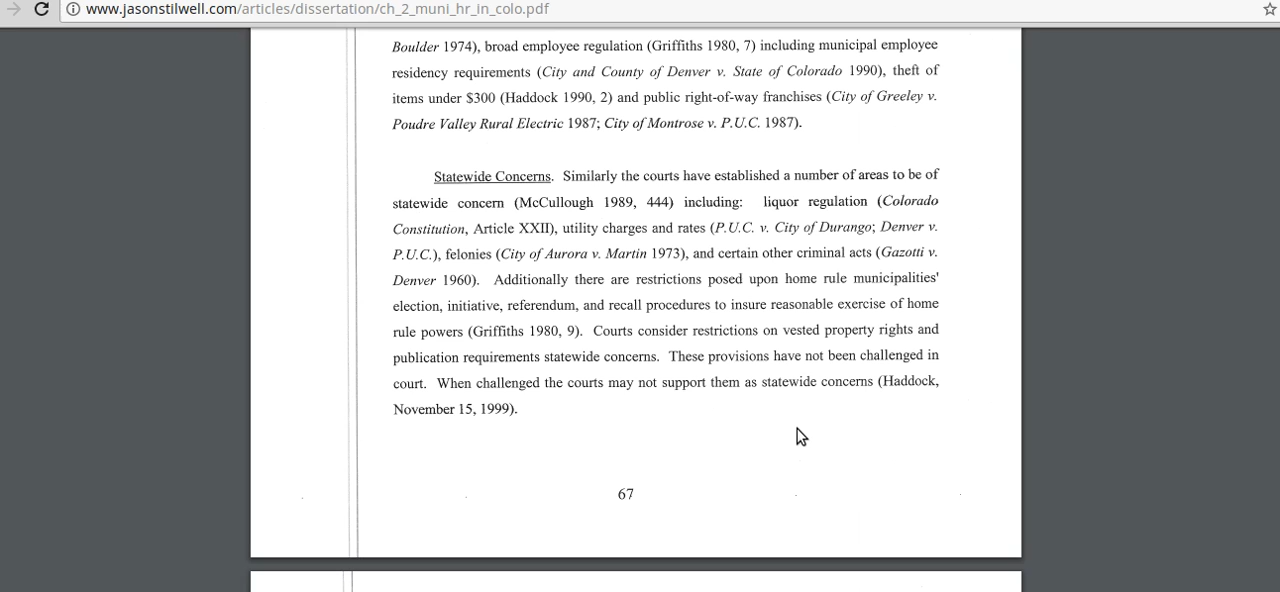 www.jasonstilwell.com/articles/dissertation/ch_2_muni_hr_in_colo.pdf
Boulder 1974), broad employee regulation (Griffiths 1980, 7) including municipal employee
residency requirements (City and County of Denver v. State of Colorado 1990), theft of
items under $300 (Haddock 1990, 2) and public right-of-way franchises (City of Greeley v.
Poudre Valley Rural Electric 1987; City of Montrose v. P.U.C. 1987).
Statewide Concerns. Similarly the courts have established a number of areas to be of
statewide concern (McCullough 1989, 444) including: liquor regulation (Colorado
Constitution, Article XXII), utility charges and rates (P.U.C. v. City of Durango; Denver v.
P.U.C.), felonies (City of Aurora v. Martin 1973), and certain other criminal acts (Gazotti v.
Denver 1960). Additionally there are restrictions posed upon home rule municipalities'
election, initiative, referendum, and recall procedures to insure reasonable exercise of home
rule powers (Griffiths 1980, 9). Courts consider restrictions on vested property rights and
publication requirements statewide concerns. These provisions have not been challenged in
court. When challenged the courts may not support them as statewide concerns (Haddock,
November 15, 1999).
67